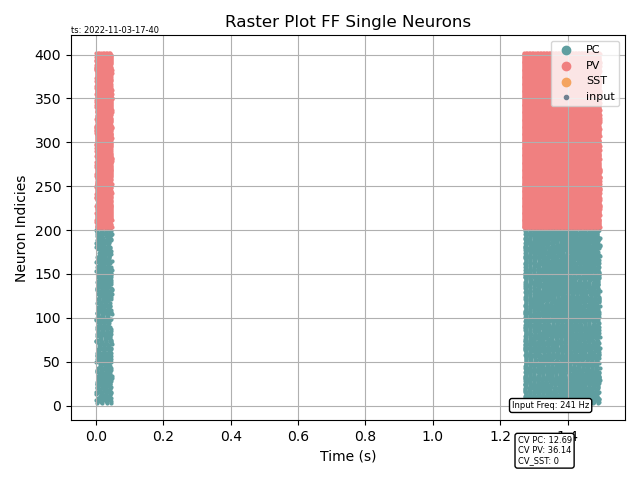 Raster Plot FF Single Neurons
ts: 2022-11-03-17-40
PC
PV
SST
input
400
350
300
250
200
150
100
50
0
Neuron Indicies
Input Freq: 241 Hz
0.0 0.2 0.4 0.6 0.8 1.0 1.2
Time (s)
CV PC: 12.69
CV PV: 36.14
CV_SST: 0